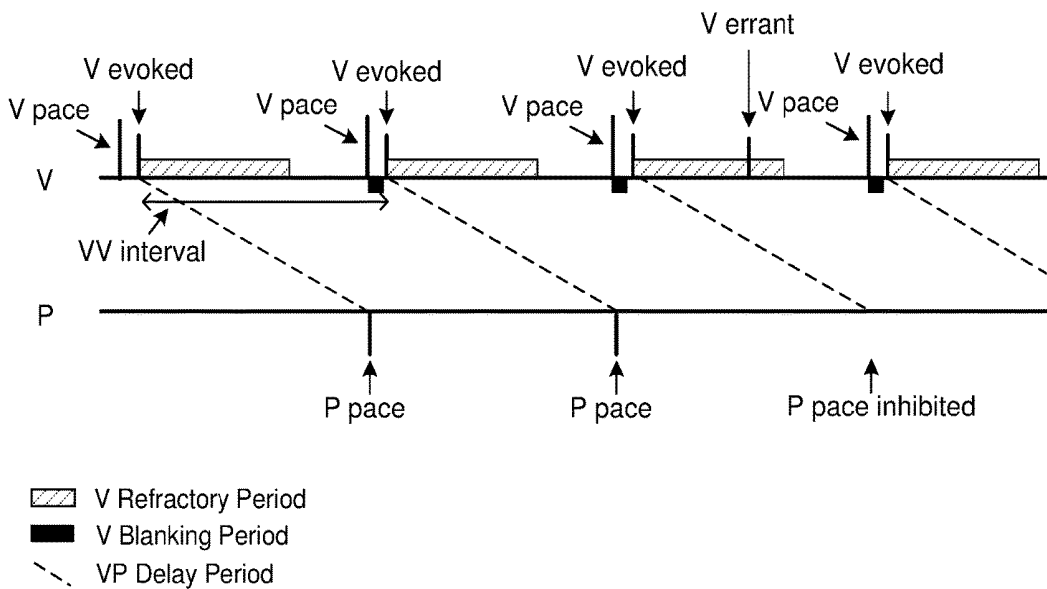 V errant
V evoked
V evoked
V evoked
V evoked
V pace
V pace
V pace
V pace
V
VV interval
P
P pace
P pace
P pace inhibited
V Refractory Period
V Blanking Period
VP Delay Period